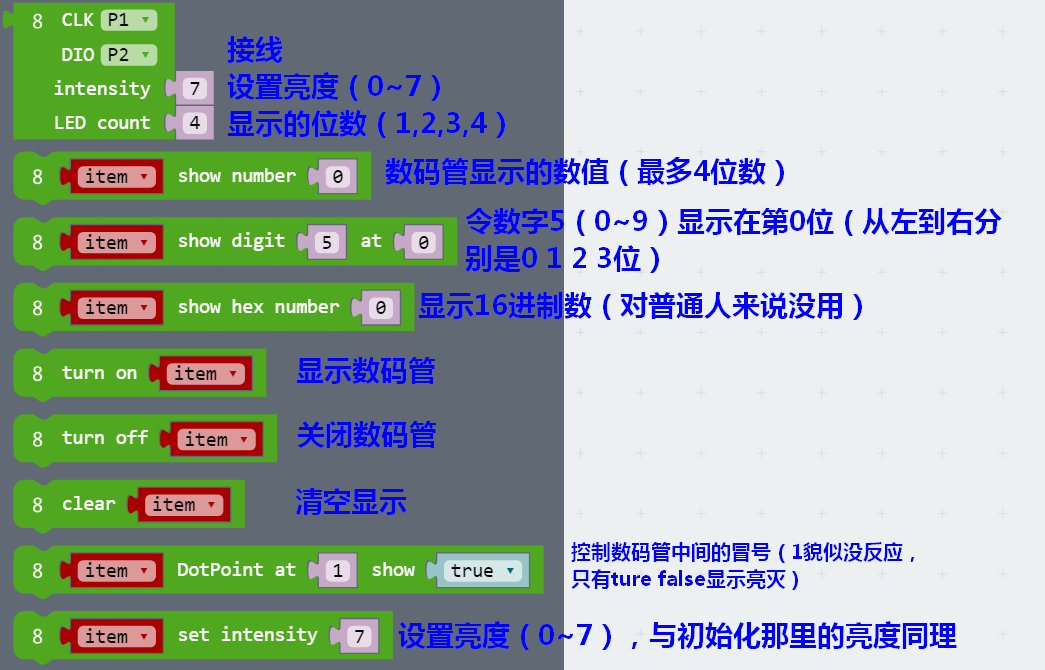 8 CLK P1
DIO P2
接线
intensity 7
设置亮度（0~7）
LED count 4
显示的位数（1,2,3,4）
8 item show number 0
数码管显示的数值（最多4位数）
8 item show digit 5 at 0
令数字5（0~9）显示在第0位（从左到右分
别是0 1 2 3位）
8 item show hex number 0
显示16进制数（对普通人来说没用）
8 turn on item
显示数码管
8 turn off item
关闭数码管
8 clear item
清空显示
8 item DotPoint at 1 show true
控制数码管中间的冒号（1貌似没反应，
只有ture false显示亮灭）
8 item set intensity 7
设置亮度（0~7），与初始化那里的亮度同理